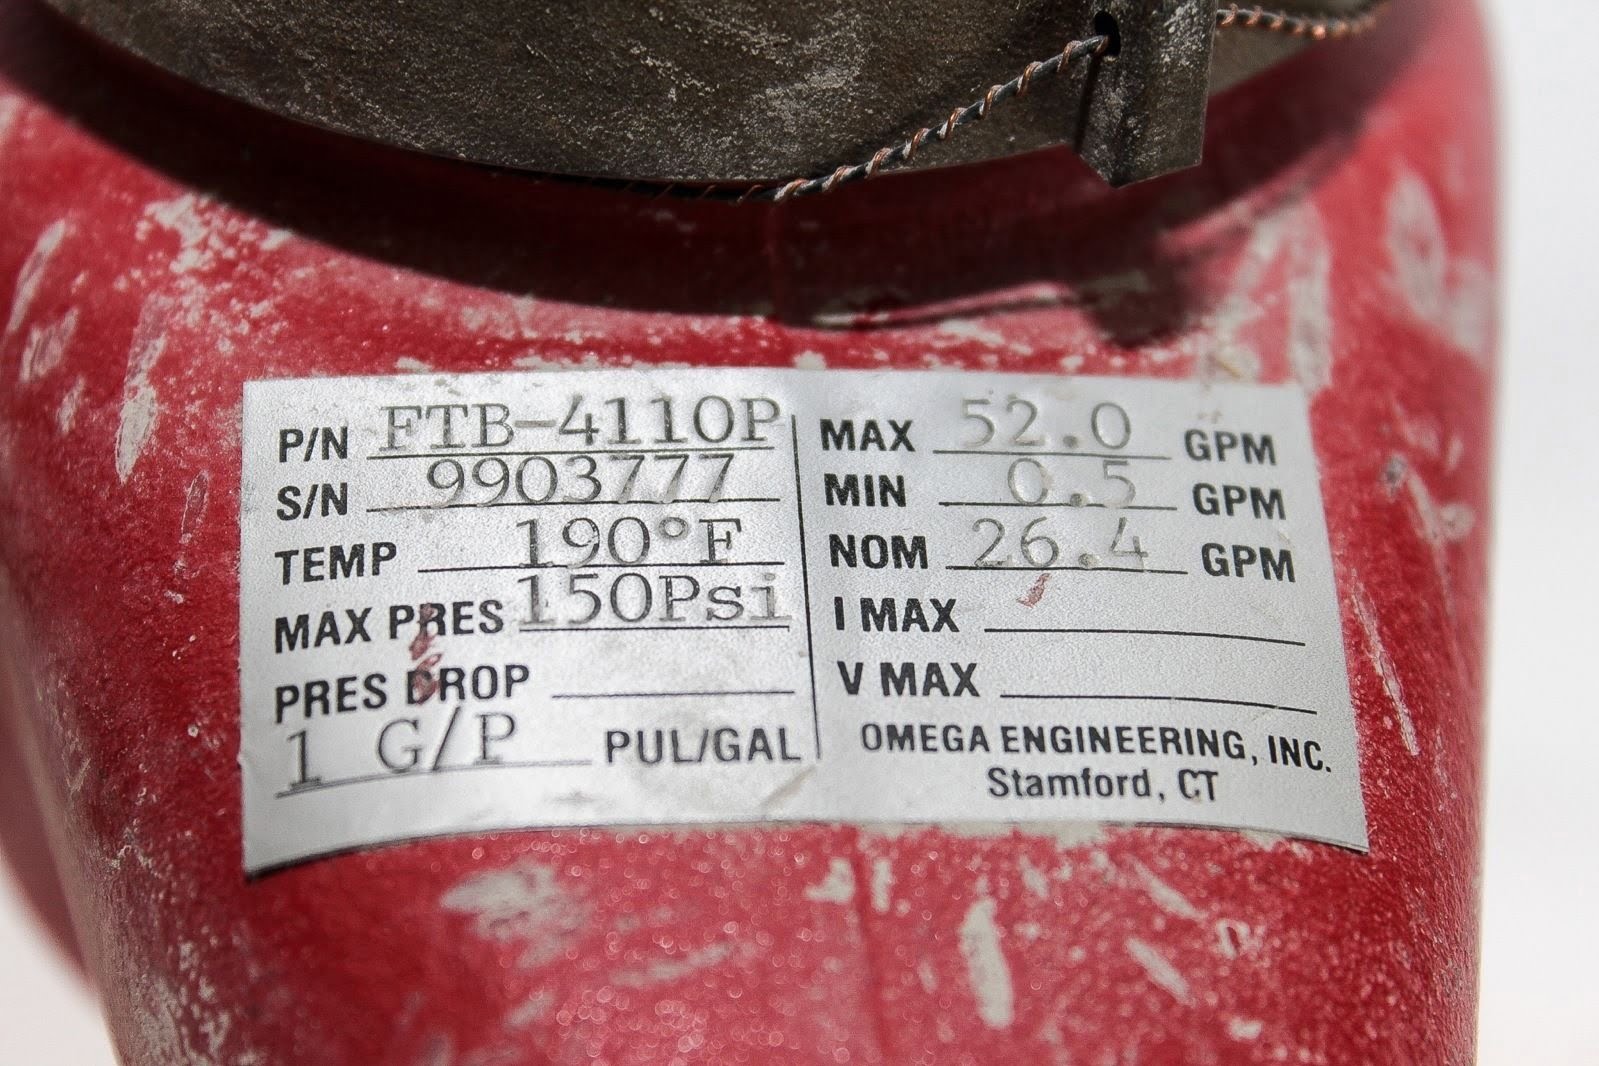 P/N FTB-4110P
S/N 9903777
TEMP 190°F
MAX PRES 150Psi
PRES DROP
1 G/P PUL/GAL
MAX 52.0 GPM
MIN 0.5 GPM
NOM 26.4 GPM
I MAX
V MAX
OMEGA ENGINEERING, INC.
Stamford, CT